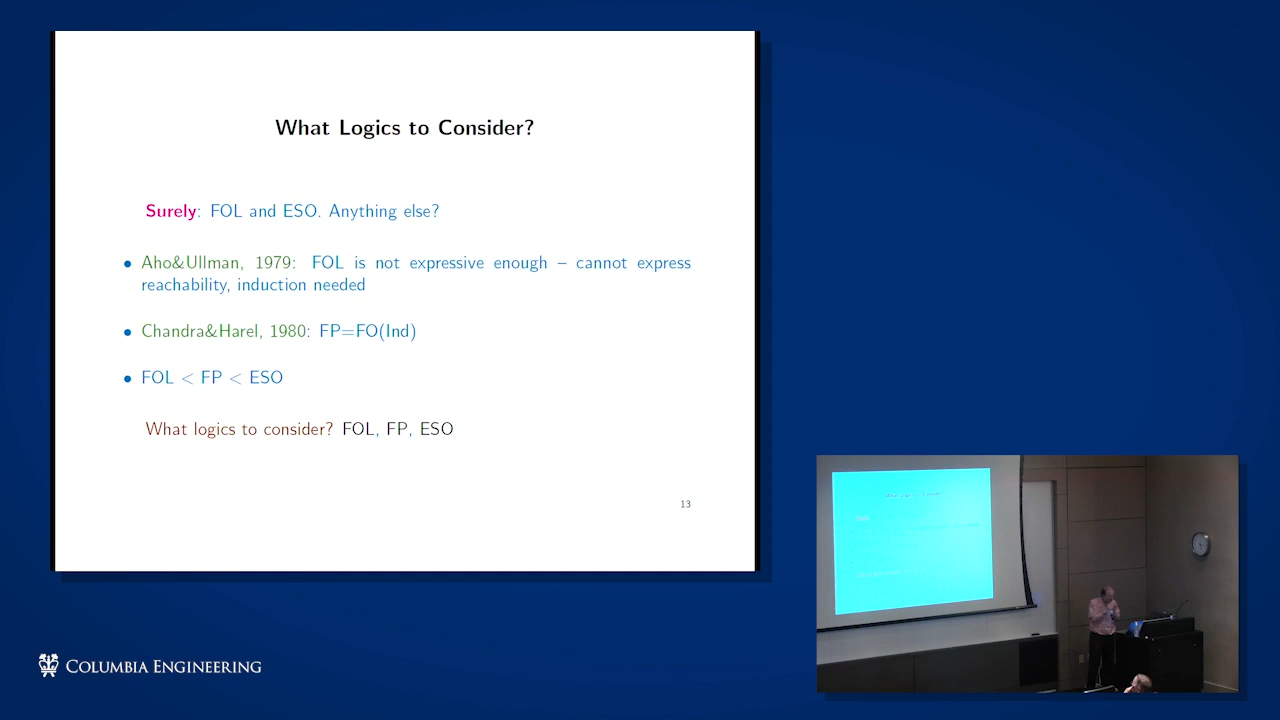 What Logics to Consider?
Surely: FOL and ESO. Anything else?
• Aho&Ullman, 1979: FOL is not expressive enough – cannot express
reachability, induction needed
• Chandra&Harel, 1980: FP=FO(Ind)
• FOL < FP < ESO
What logics to consider? FOL, FP, ESO
13
COLUMBIA ENGINEERING